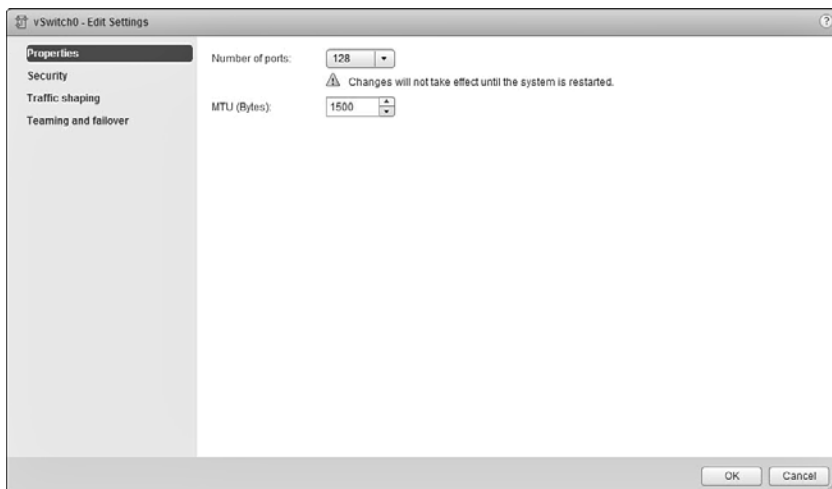 vSwitch0 - Edit Settings
?
Properties
Security
Traffic shaping
Teaming and failover
Number of ports:
128
Changes will not take effect until the system is restarted.
MTU (Bytes):
1500
OK
Cancel